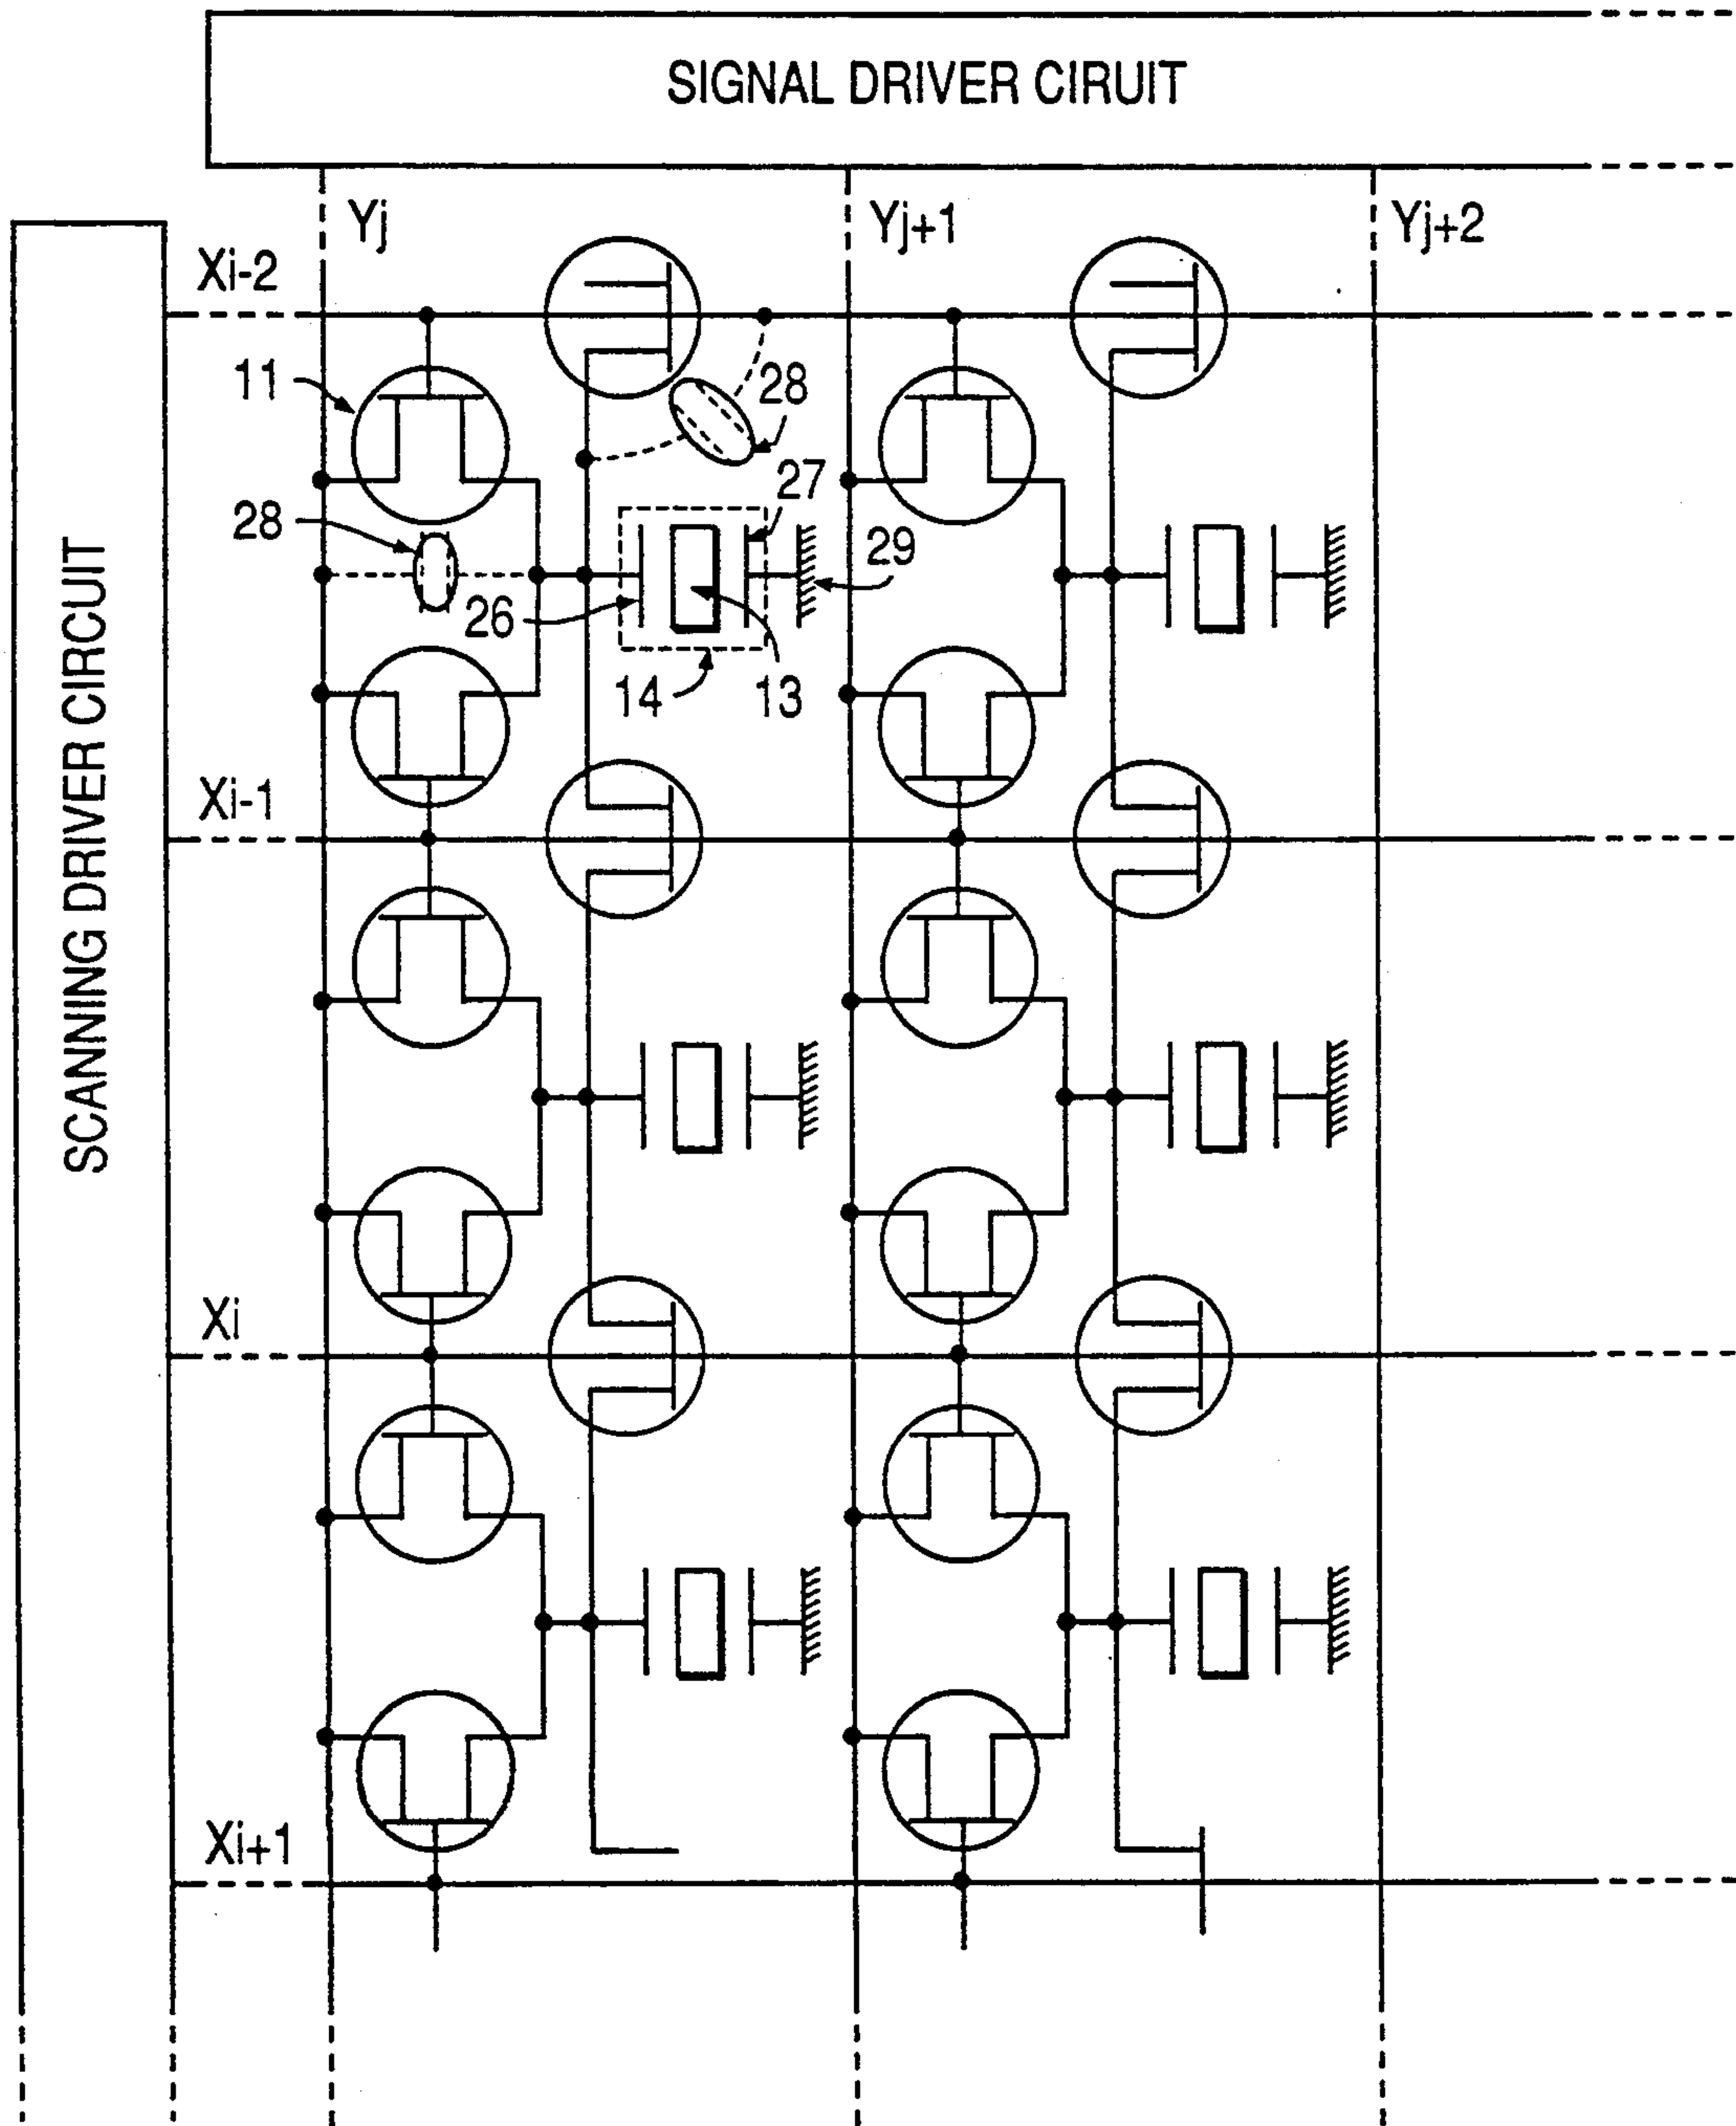 SIGNAL DRIVER CIRUIT
Yj
Yj+1
Yj+2
Xi-2
11
28
27
28
29
26
14
13
SCANNING DRIVER CIRCUIT
Xi-1
Xi
Xi+1